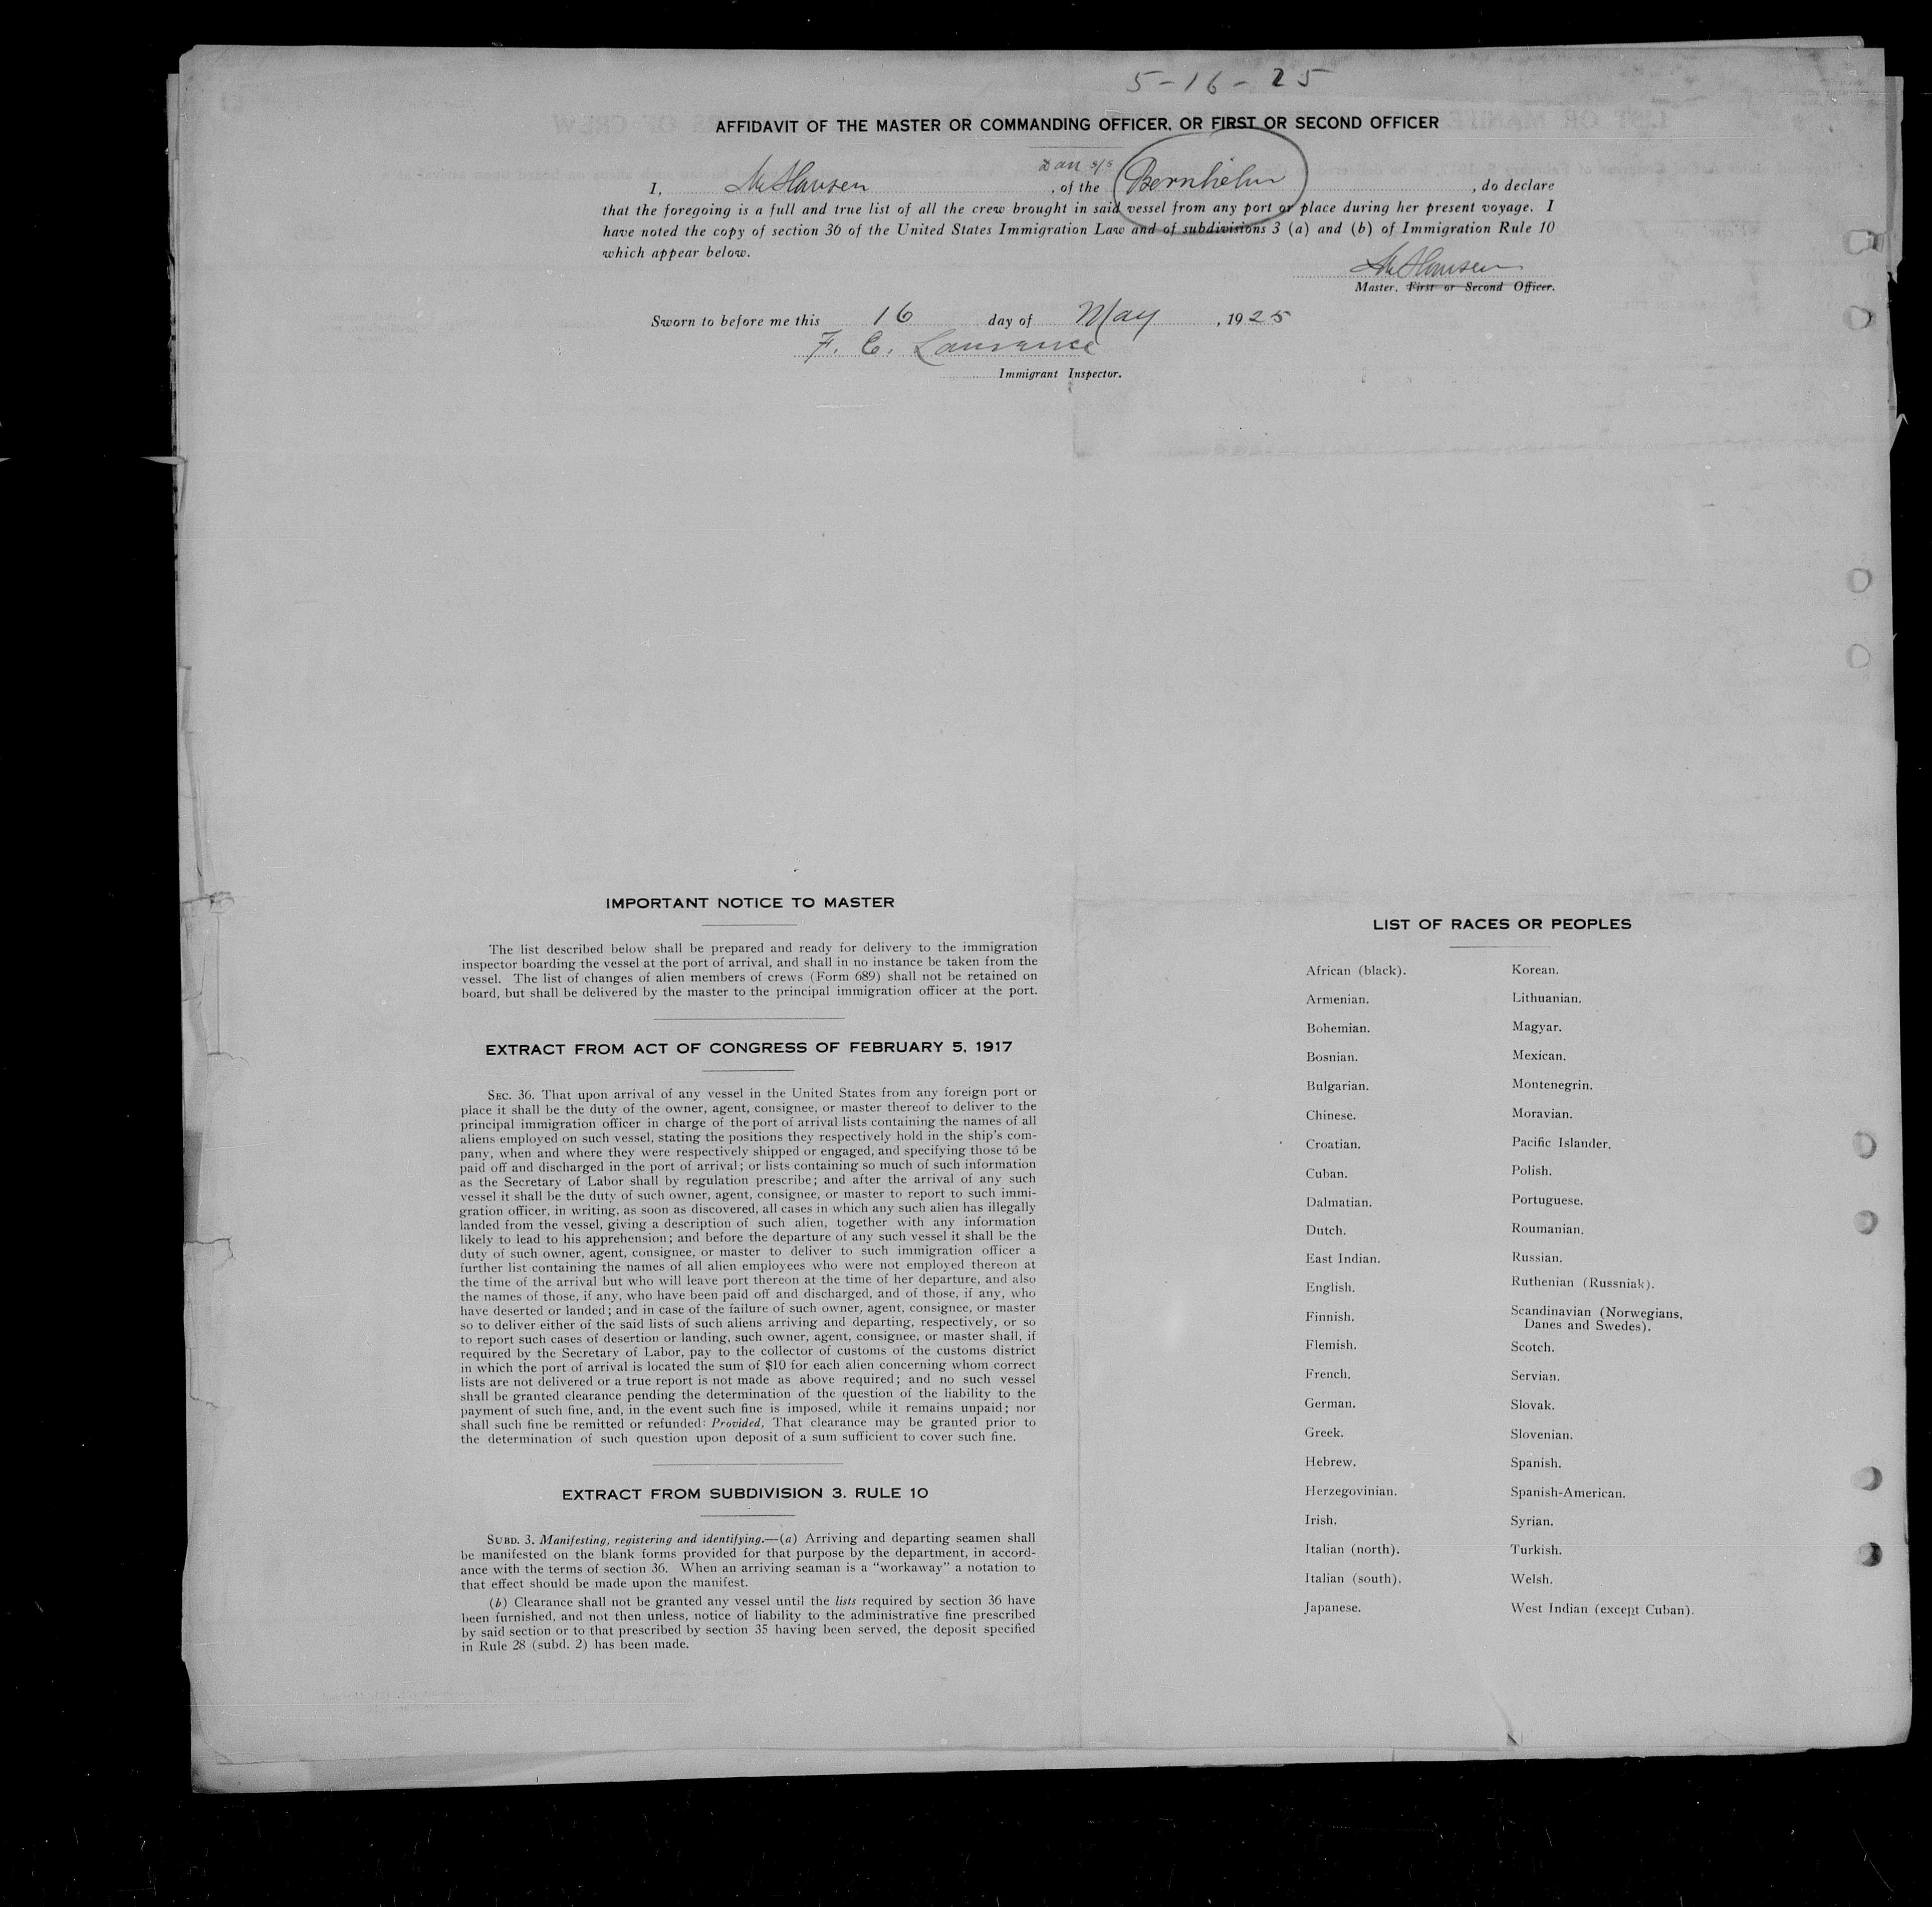 5-16-25
AFFIDAVIT OF THE MASTER OR COMMANDING OFFICER, OR FIRST OR SECOND OFFICER
Dan s/s
I, Hansen, of the Bornholm, do declare
that the foregoing is a full and true list of all the crew brought in said vessel from any port or place during her present voyage. I
have noted the copy of section 36 of the United States Immigration Law and of subdivisions 3 (a) and (b) of Immigration Rule 10
which appear below.
Hansen
Master, First or Second Officer.
Sworn to before me this 16 day of May, 1925
F. C. Lawrance
Immigrant Inspector.
IMPORTANT NOTICE TO MASTER
The list described below shall be prepared and ready for delivery to the immigration
inspector boarding the vessel at the port of arrival, and shall in no instance be taken from the
vessel. The list of changes of alien members of crews (Form 689) shall not be retained on
board, but shall be delivered by the master to the principal immigration officer at the port.
EXTRACT FROM ACT OF CONGRESS OF FEBRUARY 5, 1917
SEC. 36. That upon arrival of any vessel in the United States from any foreign port or
place it shall be the duty of the owner, agent, consignee, or master thereof to deliver to the
principal immigration officer in charge of the port of arrival lists containing the names of all
aliens employed on such vessel, stating the positions they respectively hold in the ship's com-
pany, when and where they were respectively shipped or engaged, and specifying those to be
paid off and discharged in the port of arrival; or lists containing so much of such information
as the Secretary of Labor shall by regulation prescribe; and after the arrival of any such
vessel it shall be the duty of such owner, agent, consignee, or master to report to such immi-
gration officer, in writing, as soon as discovered, all cases in which any such alien has illegally
landed from the vessel, giving a description of such alien, together with any information
likely to lead to his apprehension; and before the departure of any such vessel it shall be the
duty of such owner, agent, consignee, or master to deliver to such immigration officer a
further list containing the names of all alien employees who were not employed thereon at
the time of the arrival but who will leave port thereon at the time of her departure, and also
the names of those, if any, who have been paid off and discharged, and of those, if any, who
have deserted or landed; and in case of the failure of such owner, agent, consignee, or master
so to deliver either of the said lists of such aliens arriving and departing, respectively, or so
to report such cases of desertion or landing, such owner, agent, consignee, or master shall, if
required by the Secretary of Labor, pay to the collector of customs of the customs district
in which the port of arrival is located the sum of $10 for each alien concerning whom correct
lists are not delivered or a true report is not made as above required; and no such vessel
shall be granted clearance pending the determination of the question of the liability to the
payment of such fine, and, in the event such fine is imposed, while it remains unpaid; nor
shall such fine be remitted or refunded: Provided, That clearance may be granted prior to
the determination of such question upon deposit of a sum sufficient to cover such fine.
EXTRACT FROM SUBDIVISION 3. RULE 10
SUBD. 3. Manifesting, registering and identifying.—(a) Arriving and departing seamen shall
be manifested on the blank forms provided for that purpose by the department, in accord-
ance with the terms of section 36. When an arriving seaman is a "workaway" a notation to
that effect should be made upon the manifest.
(b) Clearance shall not be granted any vessel until the lists required by section 36 have
been furnished, and not then unless, notice of liability to the administrative fine prescribed
by said section or to that prescribed by section 35 having been served, the deposit specified
in Rule 28 (subd. 2) has been made.
LIST OF RACES OR PEOPLES
African (black).
Armenian.
Bohemian.
Bosnian.
Bulgarian.
Chinese.
Croatian.
Cuban.
Dalmatian.
Dutch.
East Indian.
English.
Finnish.
Flemish.
French.
German.
Greek.
Hebrew.
Herzegovinian.
Irish.
Italian (north).
Italian (south).
Japanese.
Korean.
Lithuanian.
Magyar.
Mexican.
Montenegrin.
Moravian.
Pacific Islander.
Polish.
Portuguese.
Roumanian.
Russian.
Ruthenian (Russniak).
Scandinavian (Norwegians,
Danes and Swedes).
Scotch.
Servian.
Slovak.
Slovenian.
Spanish.
Spanish-American.
Syrian.
Turkish.
Welsh.
West Indian (except Cuban).